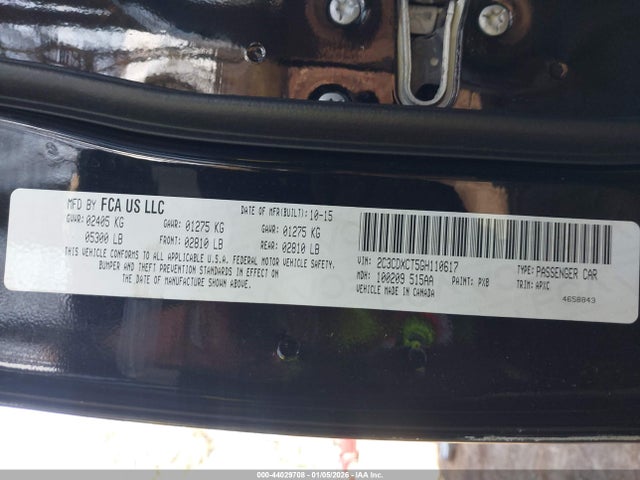 MFD BY FCA US LLC DATE OF MFR(BUILT): 10-15
GVWR: 02405 KG GAWR: 01275 KG GAWR: 01275 KG
05300 LB FRONT: 02810 LB REAR: 02810 LB
THIS VEHICLE CONFORMS TO ALL APPLICABLE U.S.A. FEDERAL MOTOR VEHICLE SAFETY,
BUMPER AND THEFT PREVENTION STANDARDS IN EFFECT ON
THE DATE OF MANUFACTURE SHOWN ABOVE.
VIN: 2C3CDXCT5GH110617 TYPE: PASSENGER CAR
MDH: 100209 515AA PAINT: PX8 TRIM: APXC
VEHICLE MADE IN CANADA 4658843
000-44029708 - 01/05/2026 - IAA Inc.